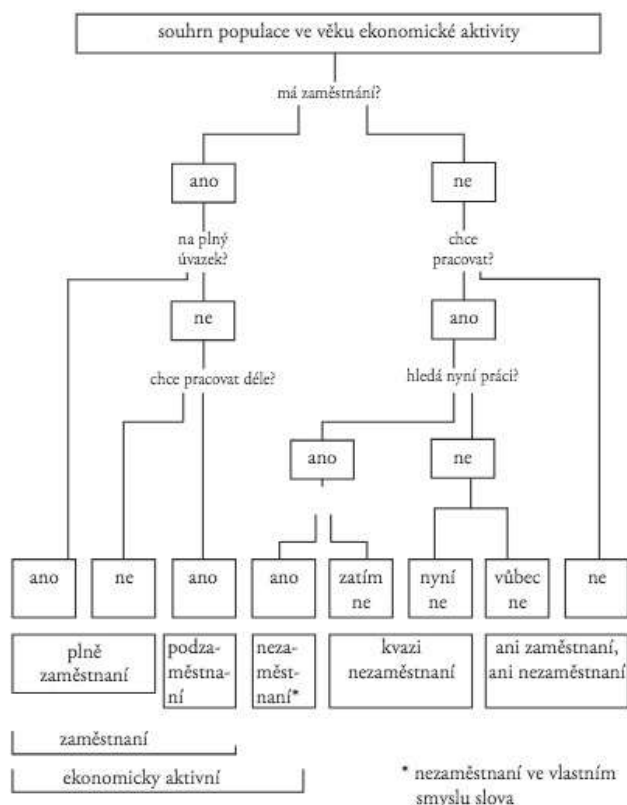 souhrn populace ve věku ekonomické aktivity
má zaměstnání?
ano
ne
na plný
úvazek?
chce
pracovat?
ne
ano
chce pracovat déle?
hledá nyní práci?
ano
ne
ano
ne
ano
ano
zatím
ne
nyní
ne
vůbec
ne
ne
plně
zaměstnaní
podza-
městna-
ní
neza-
městn-
naní*
kvazi
nezaměstnaní
ani zaměstnaní,
ani nezaměstnaní
zaměstnaní
ekonomicky aktivní
* nezaměstnaní ve vlastním
smyslu slova